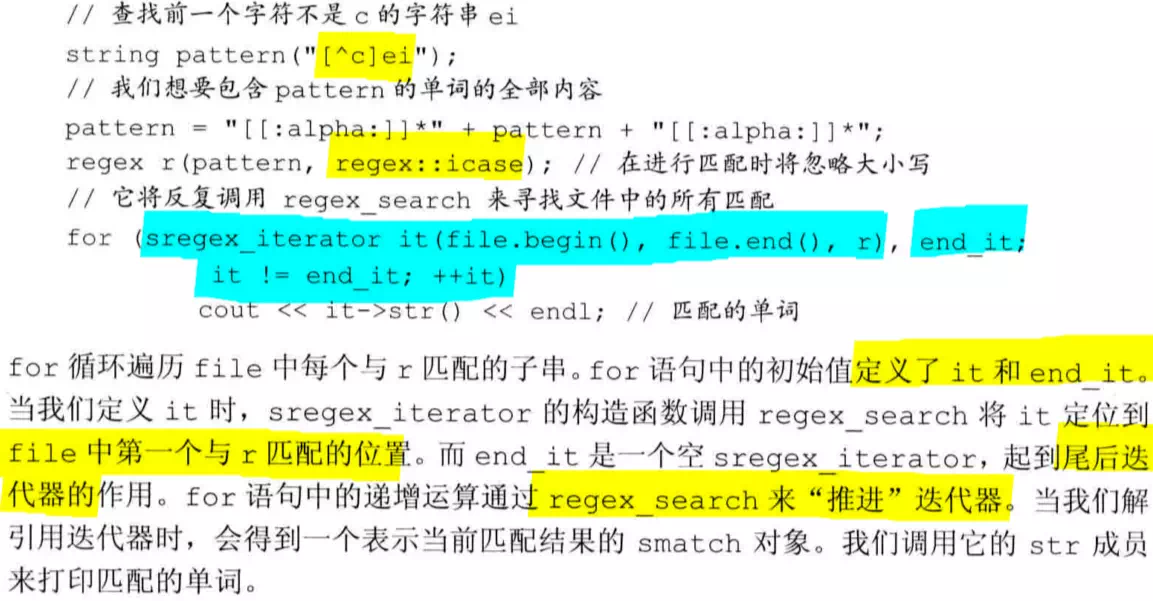 // 查找前一个字符不是 c 的字符串 ei
string pattern("[^c]ei");
// 我们想要包含 pattern 的单词的全部内容
pattern = "[[:alpha:]]*" + pattern + "[[:alpha:]]*";
regex r(pattern, regex::icase); // 在进行匹配时将忽略大小写
// 它将反复调用 regex_search 来寻找文件中的所有匹配
for (sregex_iterator it(file.begin(), file.end(), r), end_it;
it != end_it; ++it)
cout << it->str() << endl; // 匹配的单词
for 循环遍历 file 中每个与 r 匹配的子串。for 语句中的初始值定义了 it 和 end_it。
当我们定义 it 时，sregex_iterator 的构造函数调用 regex_search 将 it 定位到
file 中第一个与 r 匹配的位置。而 end_it 是一个空 sregex_iterator，起到尾后迭
代器的作用。for 语句中的递增运算通过 regex_search 来“推进”迭代器。当我们解
引用迭代器时，会得到一个表示当前匹配结果的 smatch 对象。我们调用它的 str 成员
来打印匹配的单词。